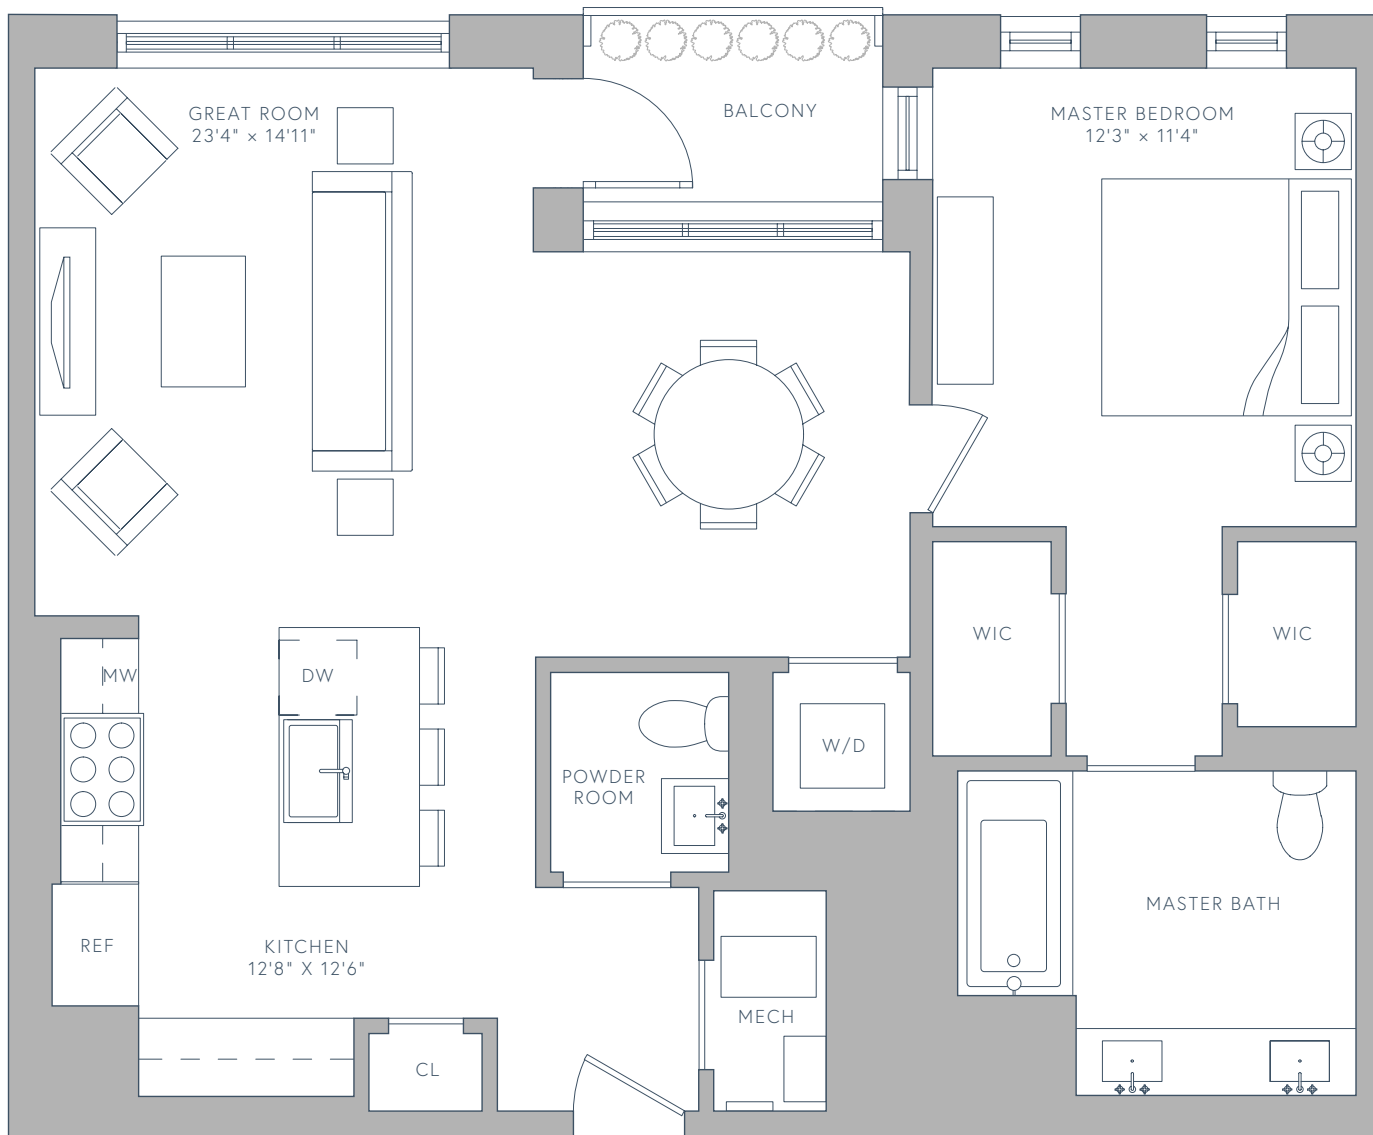 GREAT ROOM
23'4" × 14'11"
BALCONY
MASTER BEDROOM
12'3" × 11'4"
WIC
WIC
MW
DW
W/D
POWDER
ROOM
MASTER BATH
REF
KITCHEN
12'8" X 12'6"
MECH
CL